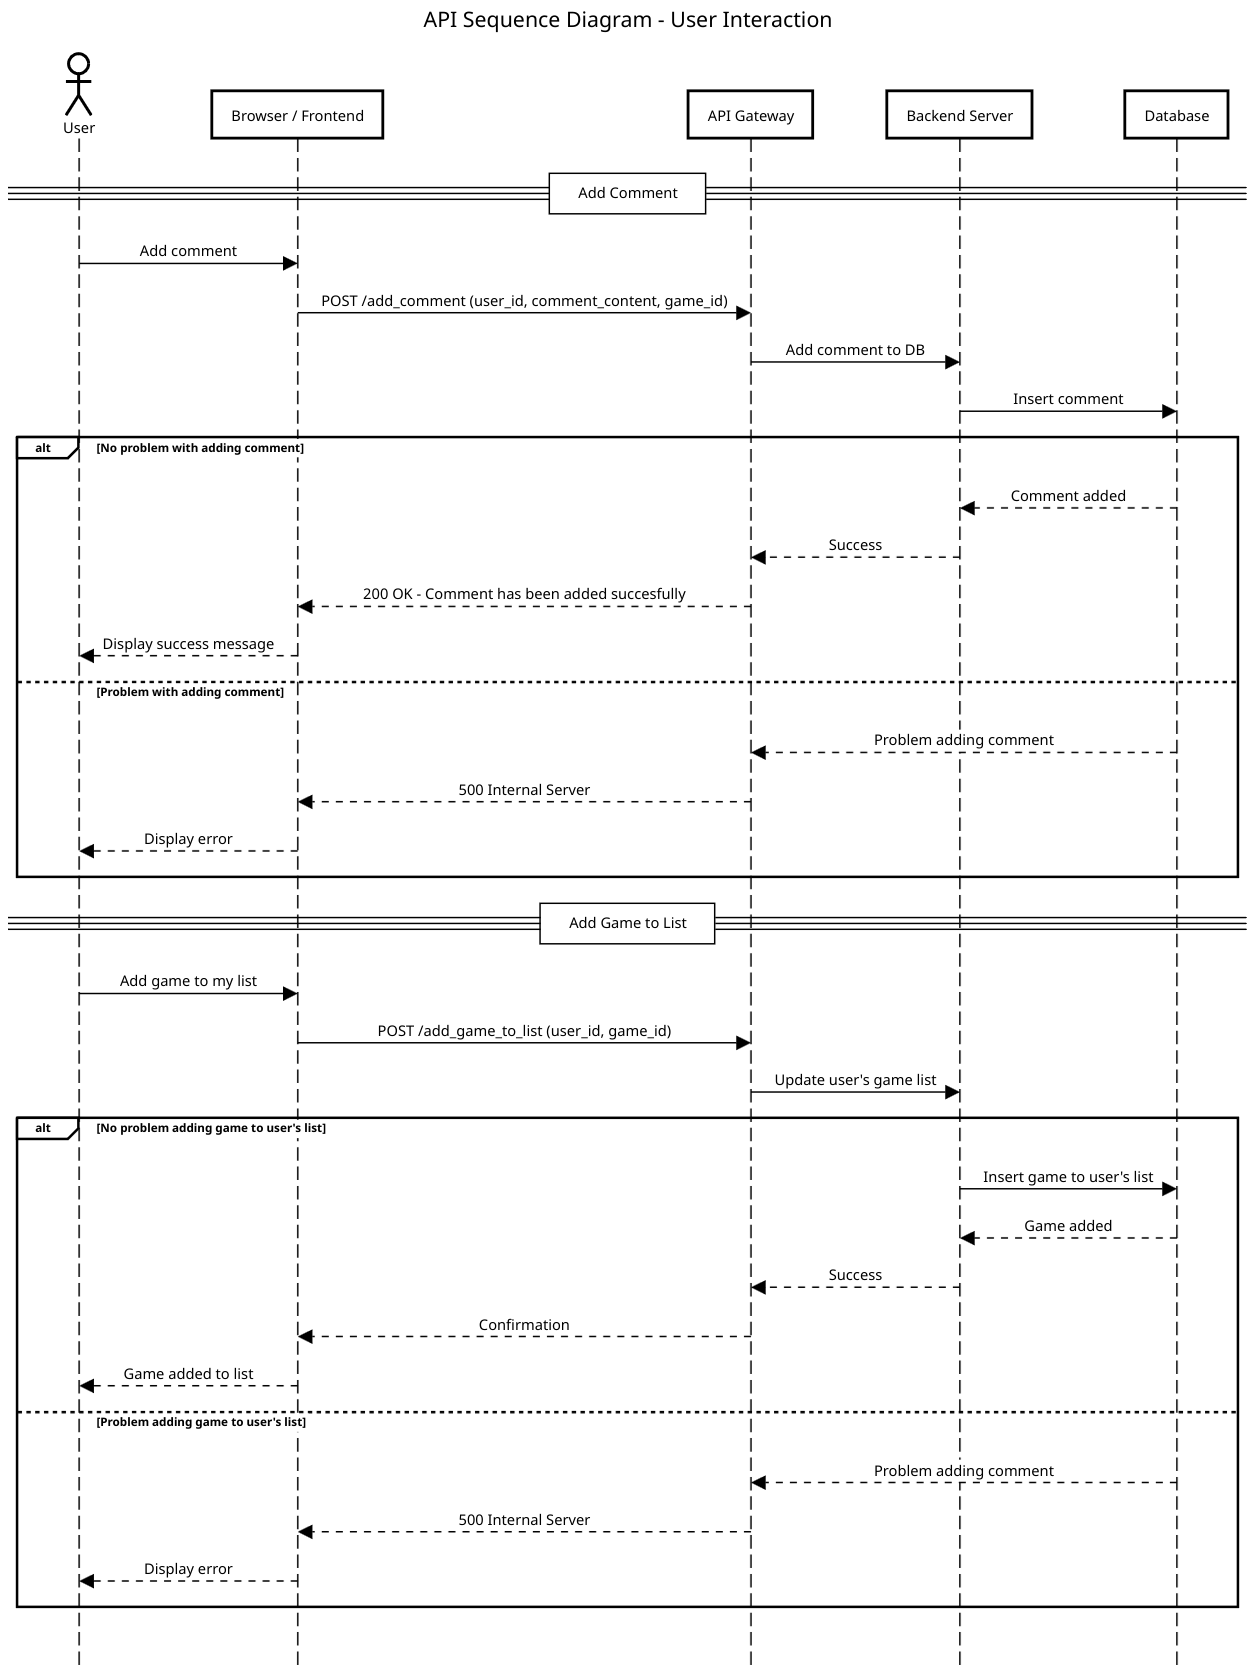 API Sequence Diagram - User Interaction
User
Browser / Frontend
API Gateway
Backend Server
Database
Add Comment
Add comment
POST /add_comment (user_id, comment_content, game_id)
Add comment to DB
Insert comment
alt
[No problem with adding comment]
Comment added
Success
200 OK - Comment has been added succesfully
Display success message
[Problem with adding comment]
Problem adding comment
500 Internal Server
Display error
Add Game to List
Add game to my list
POST /add_game_to_list (user_id, game_id)
Update user's game list
alt
[No problem adding game to user's list]
Insert game to user's list
Game added
Success
Confirmation
Game added to list
[Problem adding game to user's list]
Problem adding comment
500 Internal Server
Display error